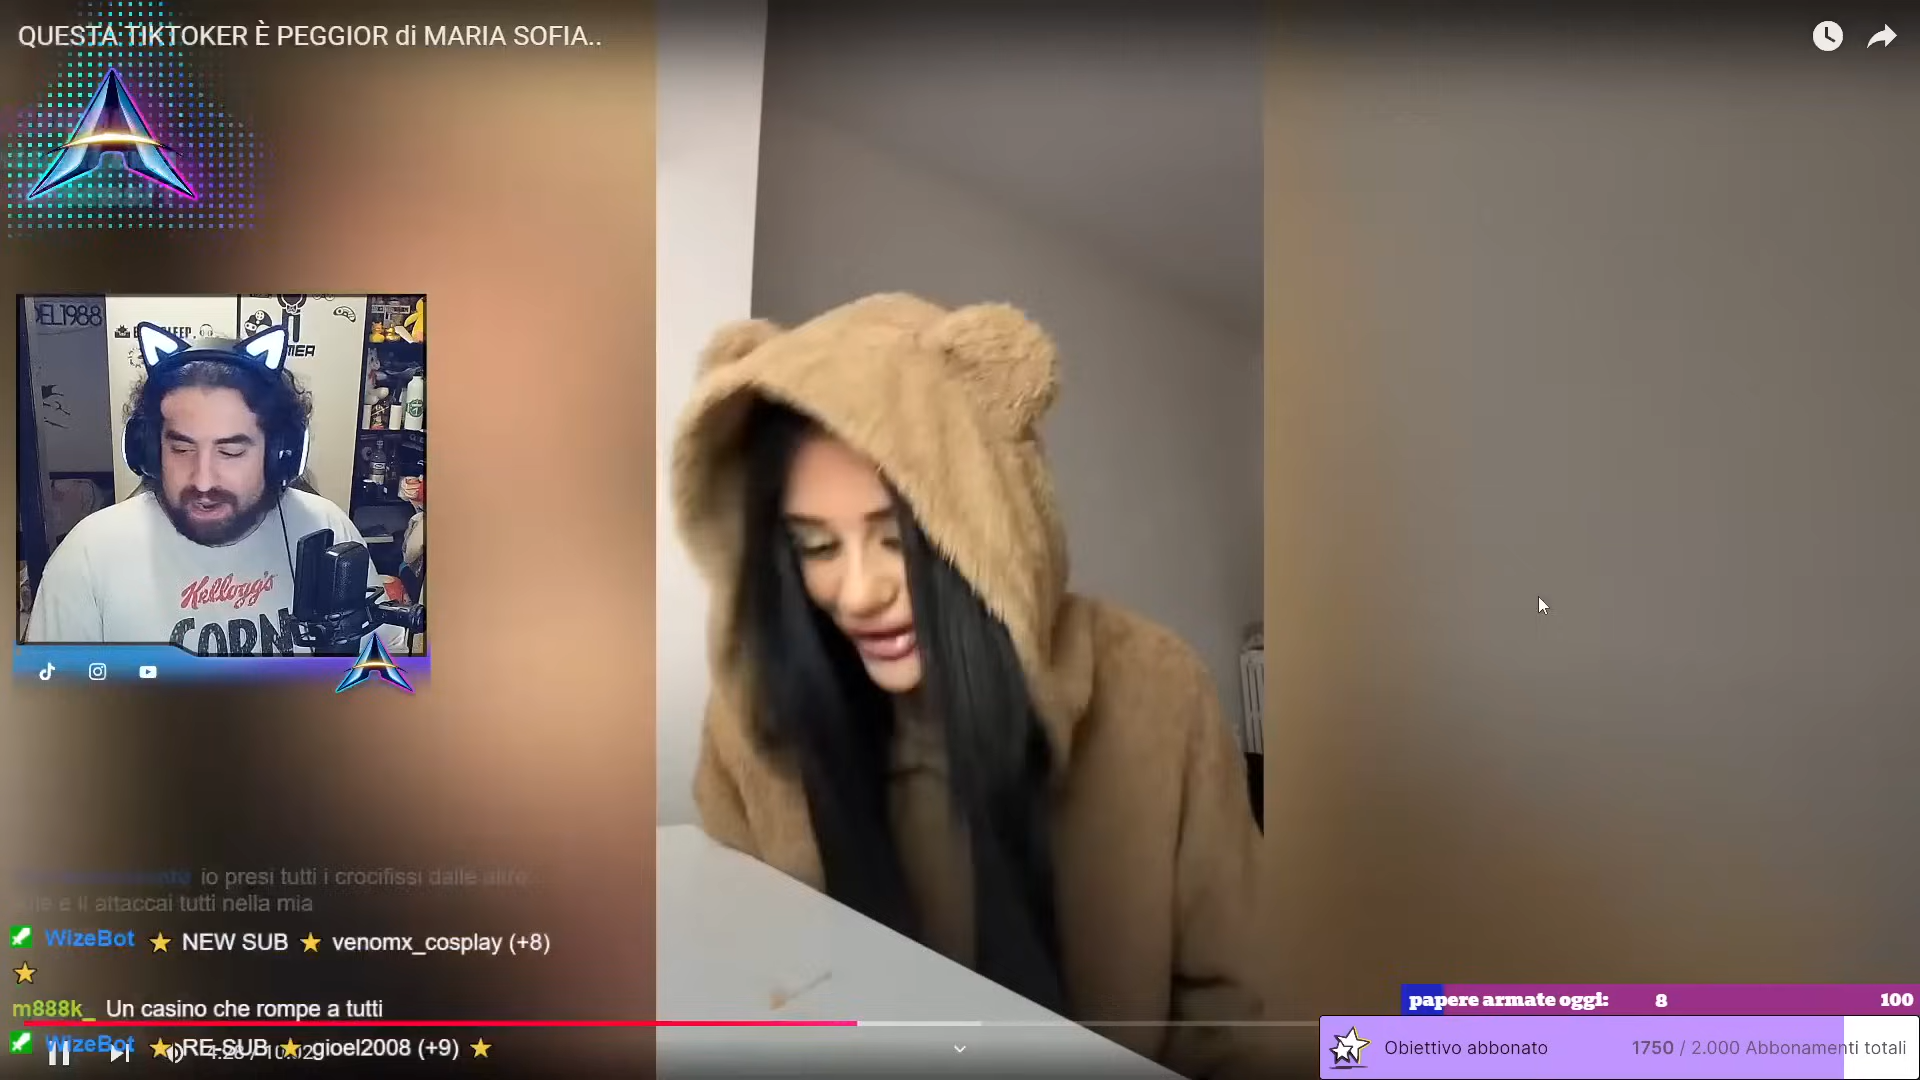 QUESTA TIKTOKER È PEGGIOR di MARIA SOFIA..
EL1988
Kellogg's
CORN
io presi tutti i crocifissi dalle altre
e li attaccai tutti nella mia
WizeBot NEW SUB venomx_cosplay (+8)
m888k_ Un casino che rompe a tutti
WizeBot RE-SUB gioel2008 (+9)
papere armate oggi: 8 100
Obiettivo abbonato 1750 / 2.000 Abbonamenti totali